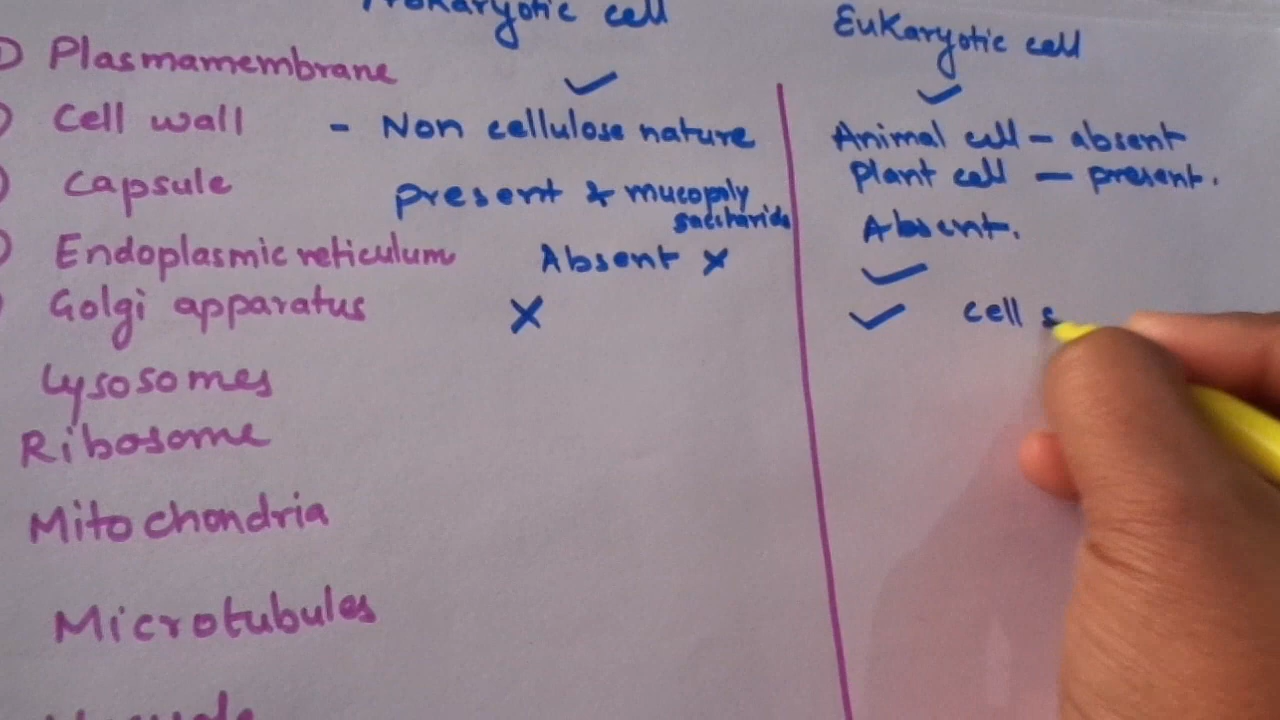 Prokaryotic cell Eukaryotic cell
Plasmamembrane ✓ ✓
Cell wall - Non cellulose nature Animal cell - absent
Plant cell - present.
Capsule present & mucopoly
saccharide Absent.
Endoplasmic reticulum Absent ✗ ✓
Golgi apparatus ✗ ✓ cell s
Lysosomes
Ribosome
Mitochondria
Microtubules